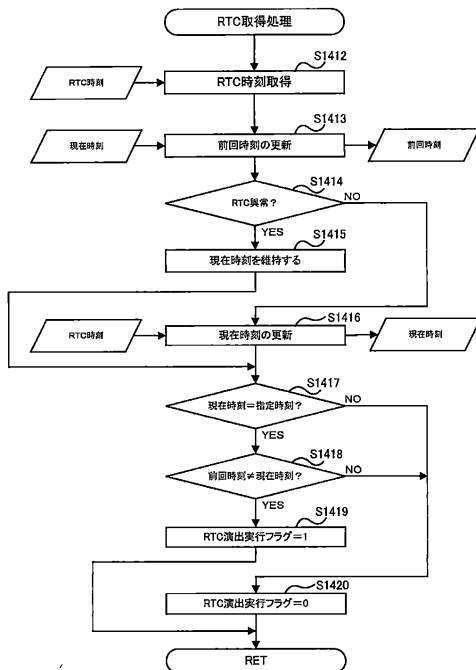 RTC取得処理
S1412
RTC時刻
RTC時刻取得
S1413
現在時刻
前回時刻の更新
前回時刻
S1414
RTC異常?
NO
YES
S1415
現在時刻を維持する
S1416
RTC時刻
現在時刻の更新
現在時刻
S1417
現在時刻=指定時刻?
NO
YES
S1418
前回時刻≠現在時刻?
NO
YES
S1419
RTC演出実行フラグ=1
S1420
RTC演出実行フラグ=0
RET